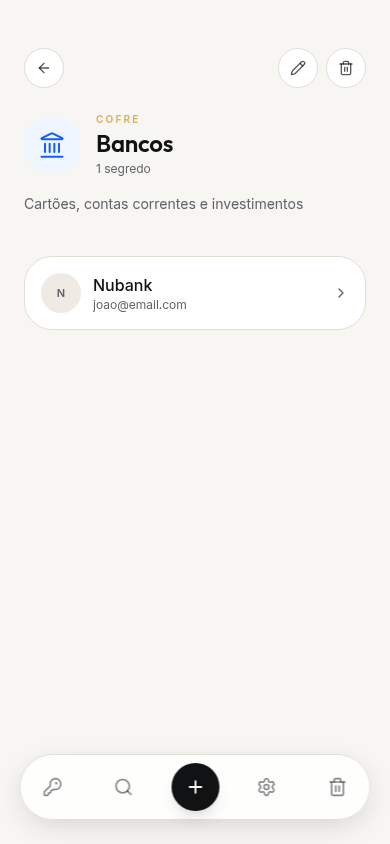 COFRE
Bancos
1 segredo
Cartões, contas correntes e investimentos
N
Nubank
joao@email.com